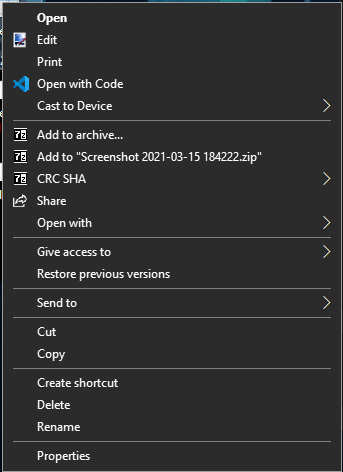 Open
Edit
Print
Open with Code
Cast to Device
Add to archive...
Add to "Screenshot 2021-03-15 184222.zip"
CRC SHA
Share
Open with
Give access to
Restore previous versions
Send to
Cut
Copy
Create shortcut
Delete
Rename
Properties